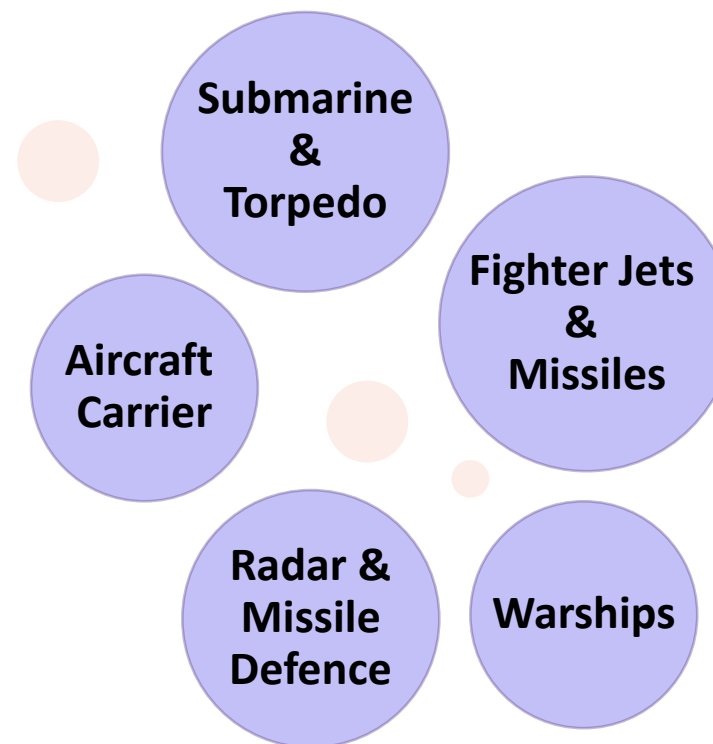 Submarine
&
Torpedo
Fighter Jets
&
Missiles
Aircraft
Carrier
Radar &
Missile
Defence
Warships